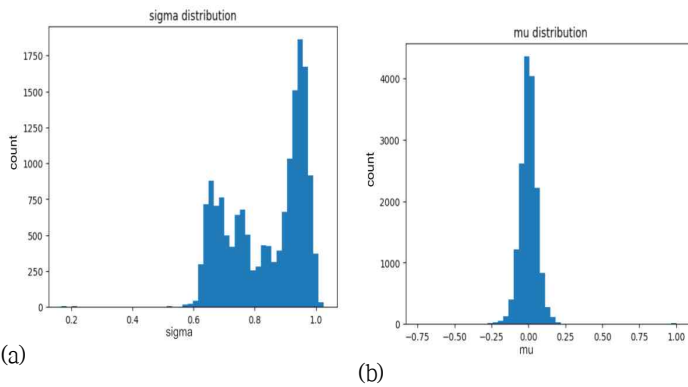 sigma distribution
count
1750
1500
1250
1000
750
500
250
0
0.2 0.4 0.6 0.8 1.0
sigma
(a)
mu distribution
count
4000
3000
2000
1000
0
−0.75 −0.50 −0.25 0.00 0.25 0.50 0.75 1.00
mu
(b)